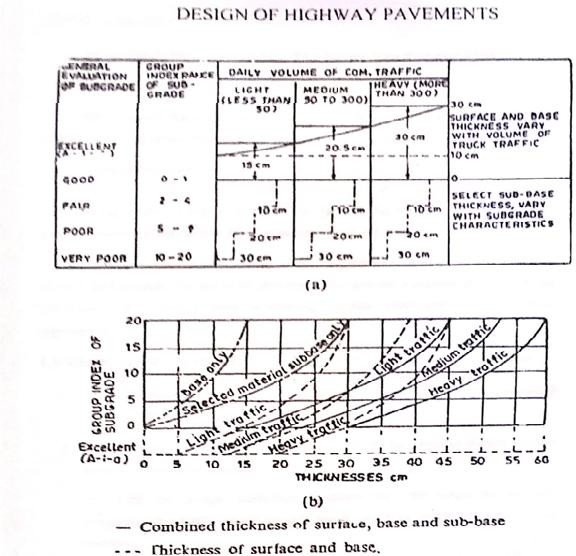 DESIGN OF HIGHWAY PAVEMENTS
GENERAL EVALUATION OF SUBGRADE
GROUP INDEX RANGE OF SUB-GRADE
DAILY VOLUME OF COM. TRAFFIC
LIGHT (LESS THAN 50)
MEDIUM 50 TO 300)
HEAVY (MORE THAN 300)
30 cm
SURFACE AND BASE THICKNESS VARY WITH VOLUME OF TRUCK TRAFFIC
10 cm
0
EXCELLENT
15 cm
20.5 cm
30 cm
GOOD 0 - 1
FAIR 2 - 4 10 cm 10 cm 10 cm
POOR 5 - 9 20 cm 20 cm 20 cm
VERY POOR 10-20 30 cm 30 cm 30 cm
SELECT SUB-BASE THICKNESS, VARY WITH SUBGRADE CHARACTERISTICS
(a)
GROUP INDEX OF SUBGRADE
20
15
10
5
0
Excellent (A-1-a)
Base only
Selected material subbase only
Light traffic
Medium traffic
Heavy traffic
Light traffic
Medium traffic
Heavy traffic
0 5 10 15 20 25 30 35 40 45 50 55 60
THICKNESSES cm
(b)
— Combined thickness of surface, base and sub-base
--- Thickness of surface and base.